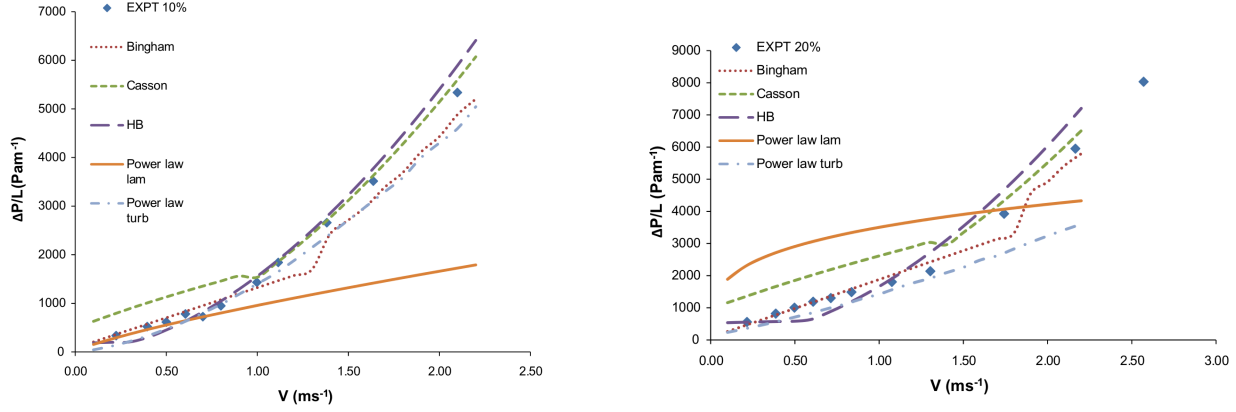 7000
6000
5000
4000
3000
2000
1000
0
ΔP/L(Pam⁻¹)
EXPT 10%
Bingham
Casson
HB
Power law
lam
Power law
turb
0.00
0.50
1.00
1.50
2.00
2.50
V (ms⁻¹)
9000
8000
7000
6000
5000
4000
3000
2000
1000
0
ΔP/L (Pam⁻¹)
EXPT 20%
Bingham
Casson
HB
Power law lam
Power law turb
0.00
0.50
1.00
1.50
2.00
2.50
3.00
V (ms⁻¹)